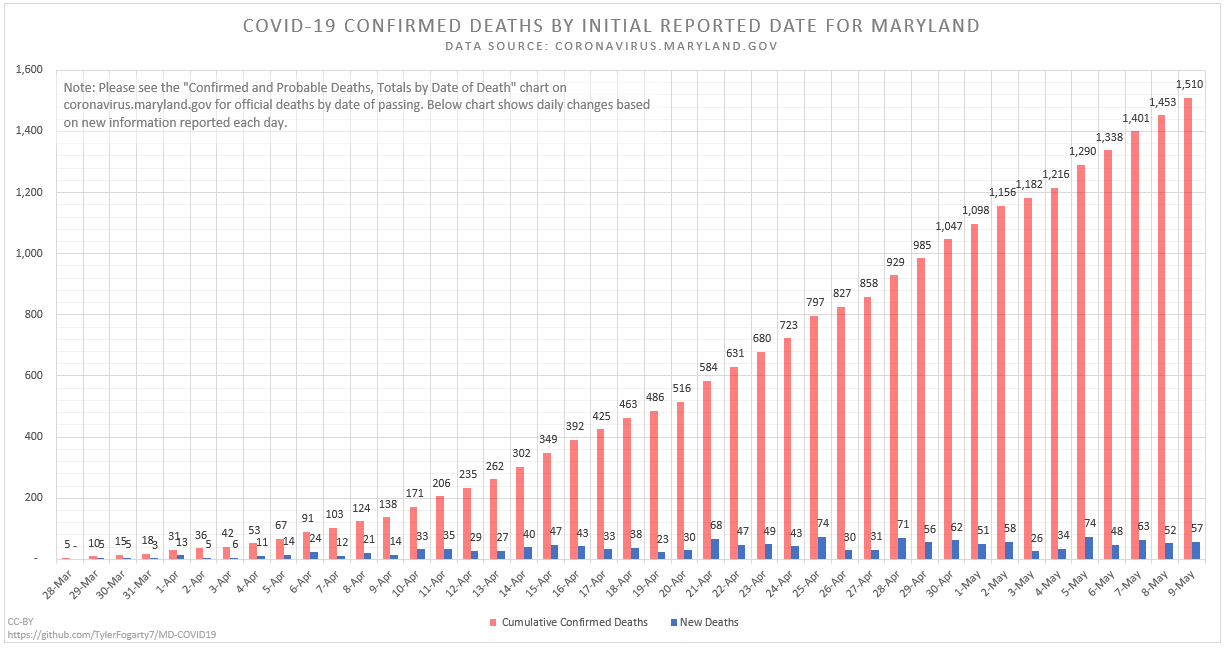 COVID-19 CONFIRMED DEATHS BY INITIAL REPORTED DATE FOR MARYLAND
DATA SOURCE: CORONAVIRUS.MARYLAND.GOV
Note: Please see the "Confirmed and Probable Deaths, Totals by Date of Death" chart on
coronavirus.maryland.gov for official deaths by date of passing. Below chart shows daily changes based
on new information reported each day.
1,600
1,400
1,200
1,000
800
600
400
200
-
5 10 15 18 31 36 42 53 67 91 103 124 138 171 206 235 262 302 349 392 425 463 486 516 584 631 680 723 797 827 858 929 985 1,047 1,098 1,156 1,182 1,216 1,290 1,338 1,401 1,453 1,510
- 5 5 3 13 5 6 11 14 24 12 21 14 33 35 29 27 40 47 43 33 38 23 30 68 47 49 43 74 30 31 71 56 62 51 58 26 34 74 48 63 52 57
28-Mar 29-Mar 30-Mar 31-Mar 1-Apr 2-Apr 3-Apr 4-Apr 5-Apr 6-Apr 7-Apr 8-Apr 9-Apr 10-Apr 11-Apr 12-Apr 13-Apr 14-Apr 15-Apr 16-Apr 17-Apr 18-Apr 19-Apr 20-Apr 21-Apr 22-Apr 23-Apr 24-Apr 25-Apr 26-Apr 27-Apr 28-Apr 29-Apr 30-Apr 1-May 2-May 3-May 4-May 5-May 6-May 7-May 8-May 9-May
Cumulative Confirmed Deaths New Deaths
CC-BY
https://github.com/TylerFogarty7/MD-COVID19